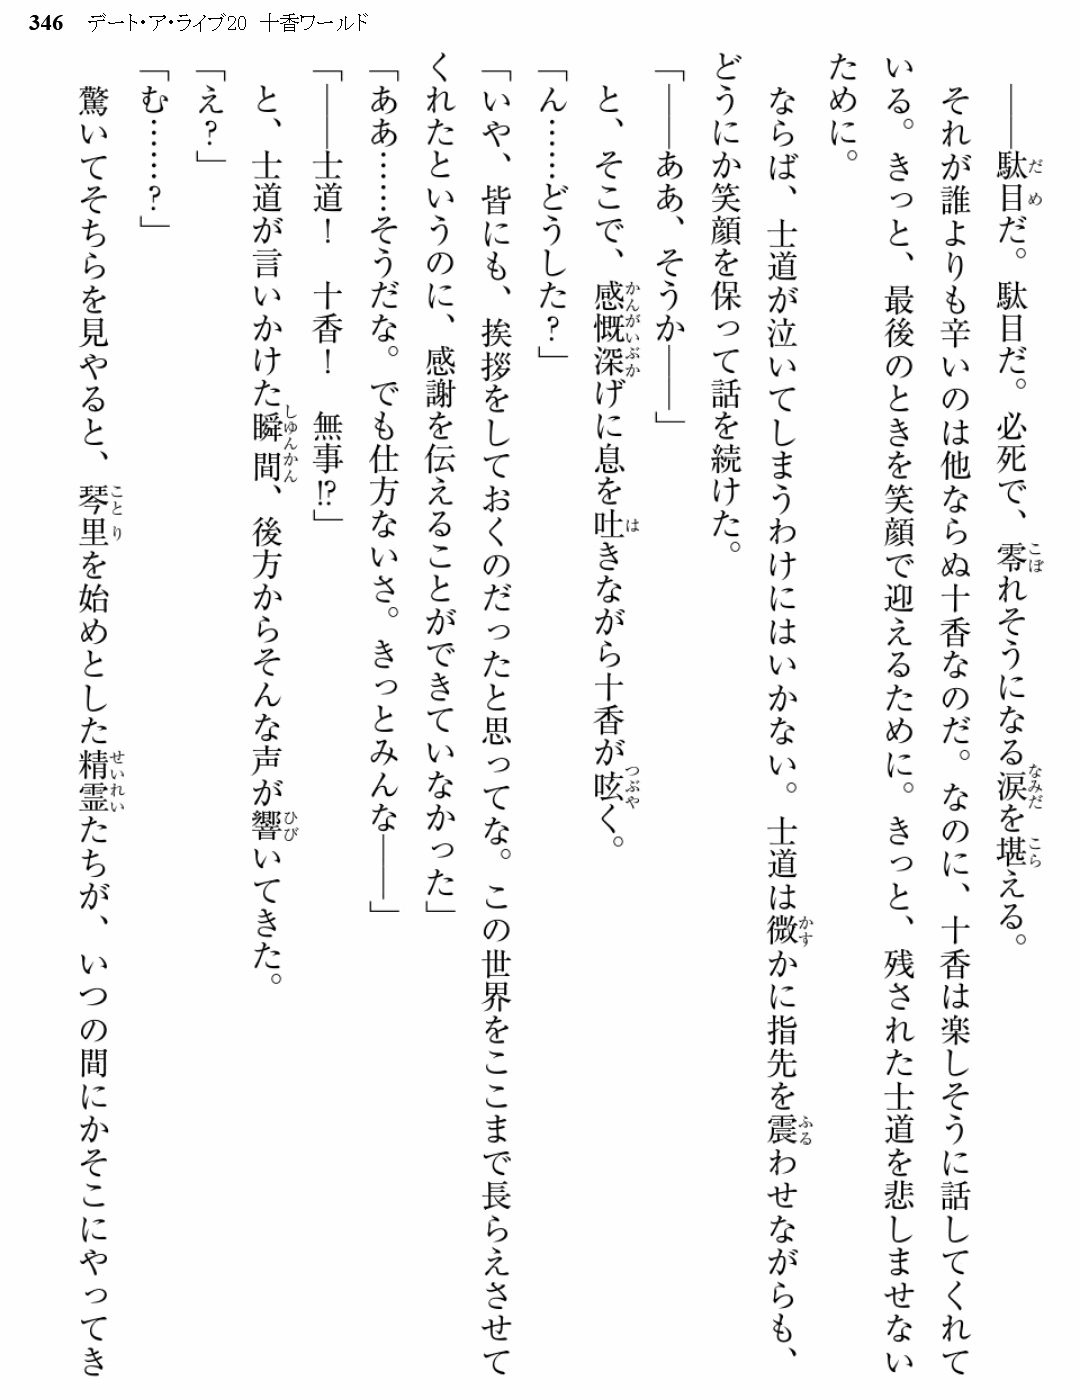 346 デート・ア・ライブ20 十香ワールド
――駄目だ。駄目だ。必死で、零れそうになる涙を堪える。
それが誰よりも辛いのは他ならぬ十香なのだ。なのに、十香は楽しそうに話してくれて
いる。きっと、最後のときを笑顔で迎えるために。きっと、残された士道を悲しませない
ために。
ならば、士道が泣いてしまうわけにはいかない。士道は微かに指先を震わせながらも、
どうにか笑顔を保って話を続けた。
「――ああ、そうか――」
と、そこで、感慨深げに息を吐きながら十香が呟く。
「ん……どうした?」
「いや、皆にも、挨拶をしておくのだったと思ってな。この世界をここまで長らえさせて
くれたというのに、感謝を伝えることができていなかった」
「ああ……そうだな。でも仕方ないさ。きっとみんな――」
「――士道! 十香! 無事!?」
と、士道が言いかけた瞬間、後方からそんな声が響いてきた。
「え?」
「む……?」
驚いてそちらを見やると、琴里を始めとした精霊たちが、いつの間にかそこにやってき